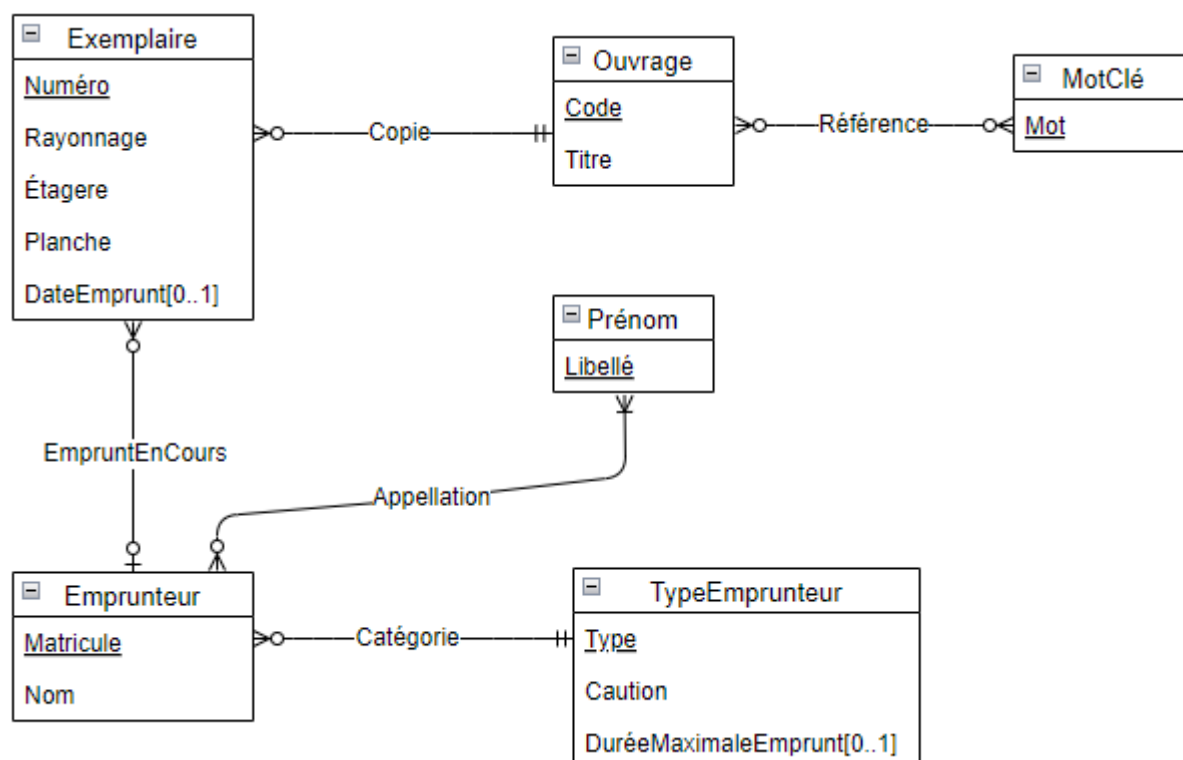 Exemplaire
Numéro
Rayonnage
Étagere
Planche
DateEmprunt[0..1]
Copie
Ouvrage
Code
Titre
Référence
MotClé
Mot
EmpruntEnCours
Prénom
Libellé
Appellation
Emprunteur
Matricule
Nom
Catégorie
TypeEmprunteur
Type
Caution
DuréeMaximaleEmprunt[0..1]